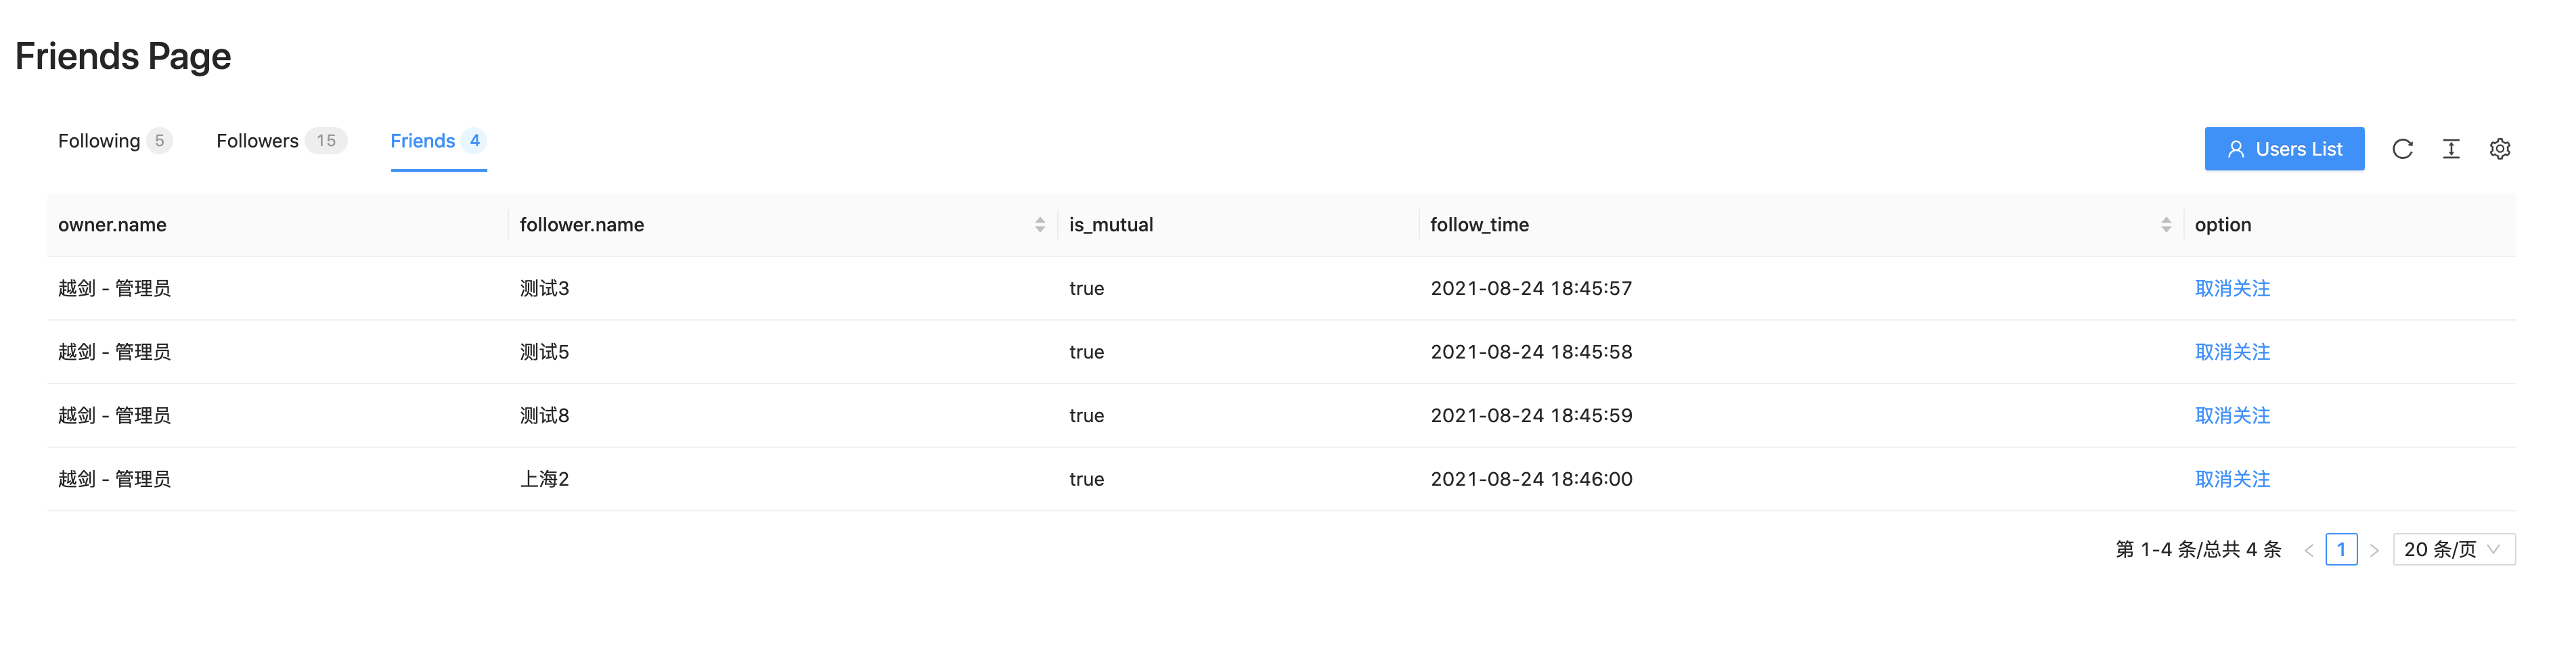 Friends Page
Following 5 Followers 15 Friends 4 Users List
owner.name follower.name is_mutual follow_time option
越剑 - 管理员 测试3 true 2021-08-24 18:45:57 取消关注
越剑 - 管理员 测试5 true 2021-08-24 18:45:58 取消关注
越剑 - 管理员 测试8 true 2021-08-24 18:45:59 取消关注
越剑 - 管理员 上海2 true 2021-08-24 18:46:00 取消关注
第 1-4 条/总共 4 条 1 20 条/页